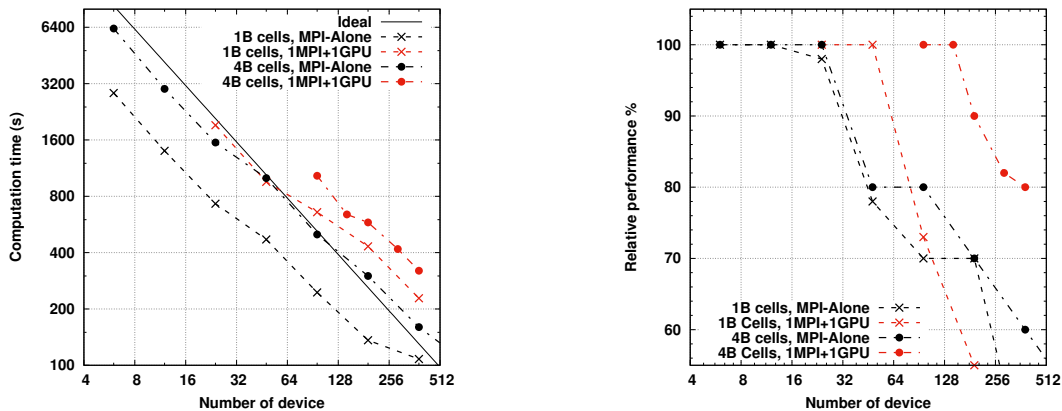 Ideal
1B cells, MPI-Alone
1B cells, 1MPI+1GPU
4B cells, MPI-Alone
4B cells, 1MPI+1GPU
6400
3200
1600
800
400
200
100
4 8 16 32 64 128 256 512
Computation time (s)
Number of device
100
90
80
70
60
4 8 16 32 64 128 256 512
Relative performance %
Number of device
1B cells, MPI-Alone
1B Cells, 1MPI+1GPU
4B cells, MPI-Alone
4B Cells, 1MPI+1GPU